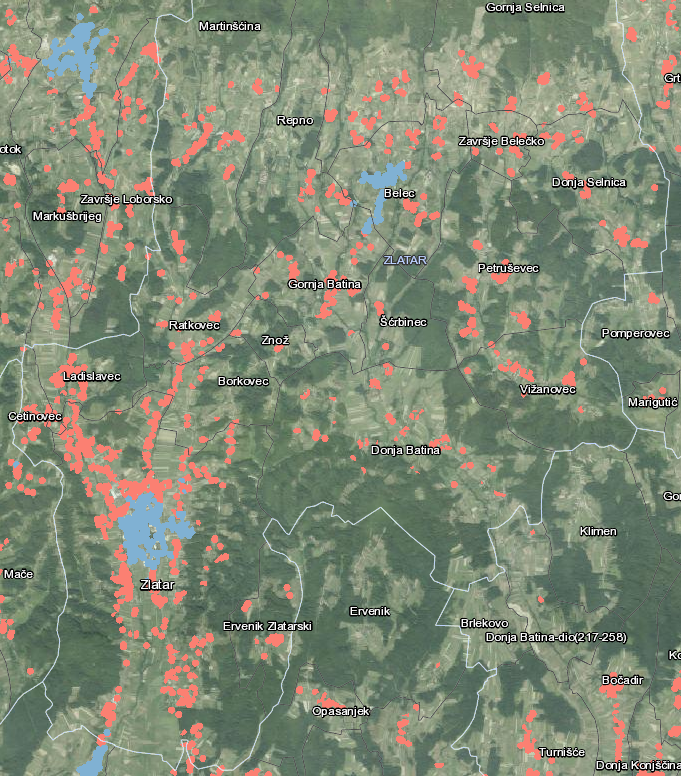 Gornja Selnica
Martinšćina
Grt
Repno
Završje Belečko
otok
Donja Selnica
Belec
Završje Loborsko
Markušbrijeg
ZLATAR
Petruševec
Gornja Batina
Šćrbinec
Ratkovec
Pomperovec
Znož
Ladislavec
Borkovec
Vižanovec
Marigutić
Cetinovec
Donja Batina
Gor
Klimen
Mače
Zlatar
Ervenik
Ervenik Zlatarski
Brlekovo
Donja Batina-dio(217-258)
Ko
Bočadir
Opasanjek
Turnišće
Donja Konjščina